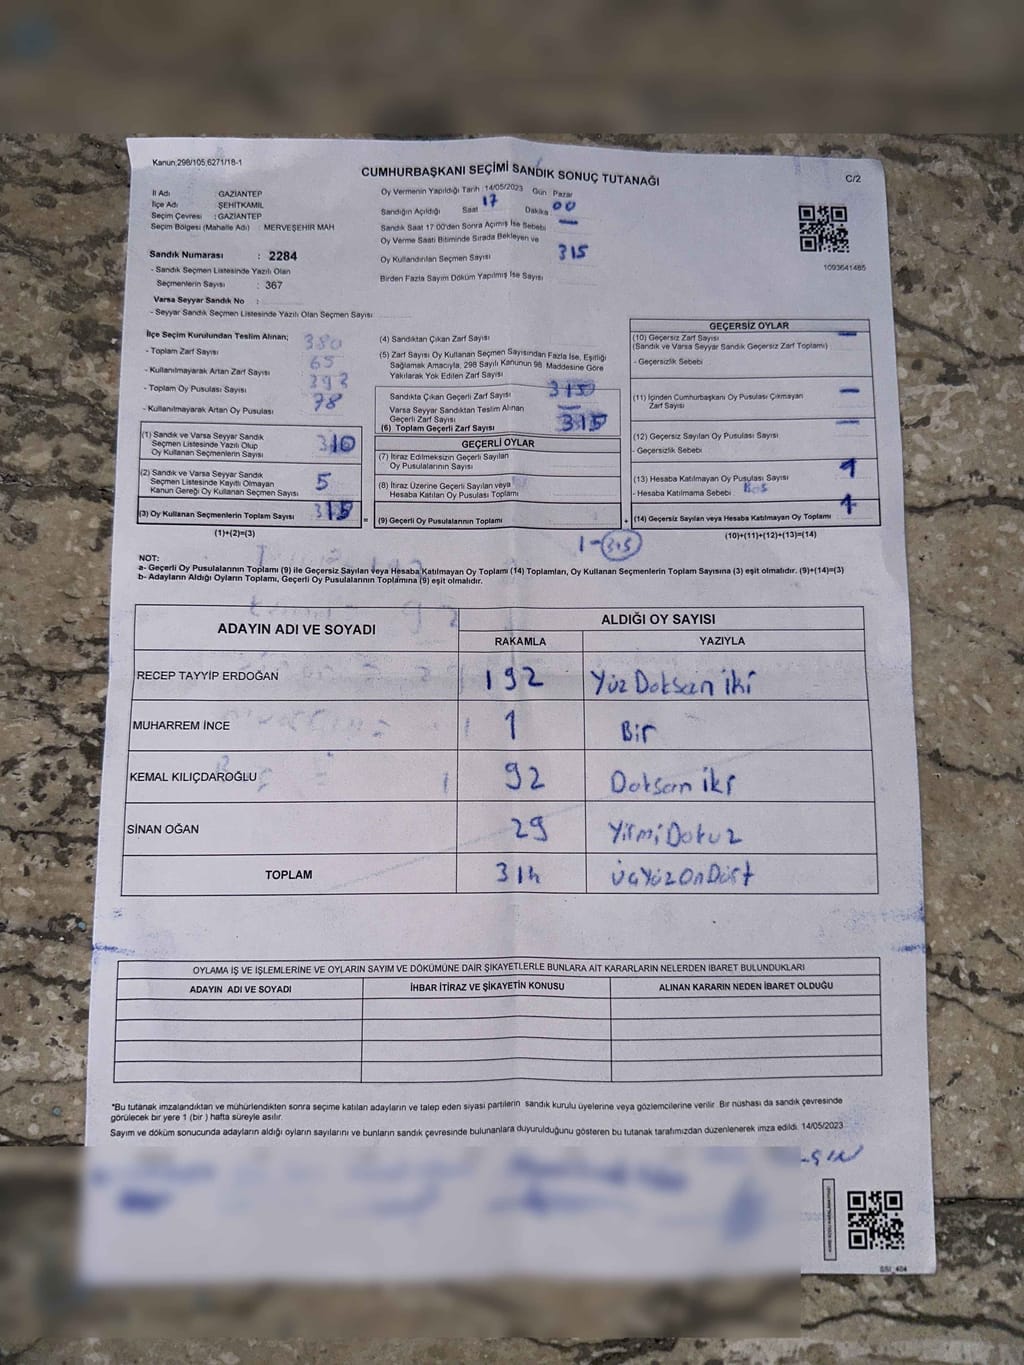 Kanun;298/105,6271/18-1
CUMHURBAŞKANI SEÇİMİ SANDIK SONUÇ TUTANAĞI
C/2
İl Adı : GAZİANTEP
İlçe Adı : ŞEHİTKAMİL
Seçim Çevresi : GAZİANTEP
Seçim Bölgesi (Mahalle Adı) : MERVEŞEHİR MAH
Sandık Numarası : 2284
- Sandık Seçmen Listesinde Yazılı Olan
Seçmenlerin Sayısı : 367
Varsa Seyyar Sandık No :
- Seyyar Sandık Seçmen Listesinde Yazılı Olan Seçmen Sayısı:
Oy Vermenin Yapıldığı Tarih :14/05/2023 Gün Pazar
Sandığın Açıldığı Saat 17 Dakika 00
Sandık Saat 17:00'den Sonra Açılmış İse Sebebi —
Oy Verme Saati Bitiminde Sırada Bekleyen ve
Oy Kullandırılan Seçmen Sayısı 315
Birden Fazla Sayım Döküm Yapılmış İse Sayısı
1093641485
İlçe Seçim Kurulundan Teslim Alınan;
- Toplam Zarf Sayısı 380
- Kullanılmayarak Artan Zarf Sayısı 65
- Toplam Oy Pusulası Sayısı 393
- Kullanılmayarak Artan Oy Pusulası 78
(1) Sandık ve Varsa Seyyar Sandık
Seçmen Listesinde Yazılı Olup
Oy Kullanan Seçmenlerin Sayısı 310
(2) Sandık ve Varsa Seyyar Sandık
Seçmen Listesinde Kayıtlı Olmayan
Kanun Gereği Oy Kullanan Seçmen Sayısı 5
(3) Oy Kullanan Seçmenlerin Toplam Sayısı 315
(1)+(2)=(3)
(4) Sandıktan Çıkan Zarf Sayısı
(5) Zarf Sayısı Oy Kullanan Seçmen Sayısından Fazla İse, Eşitliği
Sağlamak Amacıyla, 298 Sayılı Kanunun 98. Maddesine Göre
Yakılarak Yok Edilen Zarf Sayısı
Sandıkta Çıkan Geçerli Zarf Sayısı 315
Varsa Seyyar Sandıktan Teslim Alınan
Geçerli Zarf Sayısı —
(6) Toplam Geçerli Zarf Sayısı 315
GEÇERLİ OYLAR
(7) İtiraz Edilmeksizin Geçerli Sayılan
Oy Pusulalarının Sayısı
(8) İtiraz Üzerine Geçerli Sayılan veya
Hesaba Katılan Oy Pusulası Toplamı
= (9) Geçerli Oy Pusulalarının Toplamı
GEÇERSİZ OYLAR
(10) Geçersiz Zarf Sayısı —
(Sandık ve Varsa Seyyar Sandık Geçersiz Zarf Toplamı)
- Geçersizlik Sebebi
(11) İçinden Cumhurbaşkanı Oy Pusulası Çıkmayan
Zarf Sayısı —
(12) Geçersiz Sayılan Oy Pusulası Sayısı —
- Geçersizlik Sebebi
(13) Hesaba Katılmayan Oy Pusulası Sayısı 1
- Hesaba Katılmama Sebebi
+ (14) Geçersiz Sayılan veya Hesaba Katılmayan Oy Toplamı 1
(10)+(11)+(12)+(13)=(14)
NOT:
a- Geçerli Oy Pusulalarının Toplamı (9) ile Geçersiz Sayılan veya Hesaba Katılmayan Oy Toplamı (14) Toplamları, Oy Kullanan Seçmenlerin Toplam Sayısına (3) eşit olmalıdır. (9)+(14)=(3)
b- Adayların Aldığı Oyların Toplamı, Geçerli Oy Pusulalarının Toplamına (9) eşit olmalıdır.
ADAYIN ADI VE SOYADI
ALDIĞI OY SAYISI
RAKAMLA YAZIYLA
RECEP TAYYİP ERDOĞAN 192 Yüz Doksan iki
MUHARREM İNCE 1 Bir
KEMAL KILIÇDAROĞLU 92 Doksan iki
SİNAN OĞAN 29 Yirmi Dokuz
TOPLAM 314 ÜçYüz On Dört
OYLAMA İŞ VE İŞLEMLERİNE VE OYLARIN SAYIM VE DÖKÜMÜNE DAİR ŞİKAYETLERLE BUNLARA AİT KARARLARIN NELERDEN İBARET BULUNDUKLARI
ADAYIN ADI VE SOYADI İHBAR İTİRAZ VE ŞİKAYETİN KONUSU ALINAN KARARIN NEDEN İBARET OLDUĞU
*Bu tutanak imzalandıktan ve mühürlendikten sonra seçime katılan adayların ve talep eden siyasi partilerin sandık kurulu üyelerine veya gözlemcilerine verilir. Bir nüshası da sandık çevresinde
görülecek bir yere 1 (bir ) hafta süreyle asılır.
Sayım ve döküm sonucunda adayların aldığı oyların sayılarını ve bunların sandık çevresinde bulunanlara duyurulduğunu gösteren bu tutanak tarafımızdan düzenlenerek imza edildi. 14/05/2023